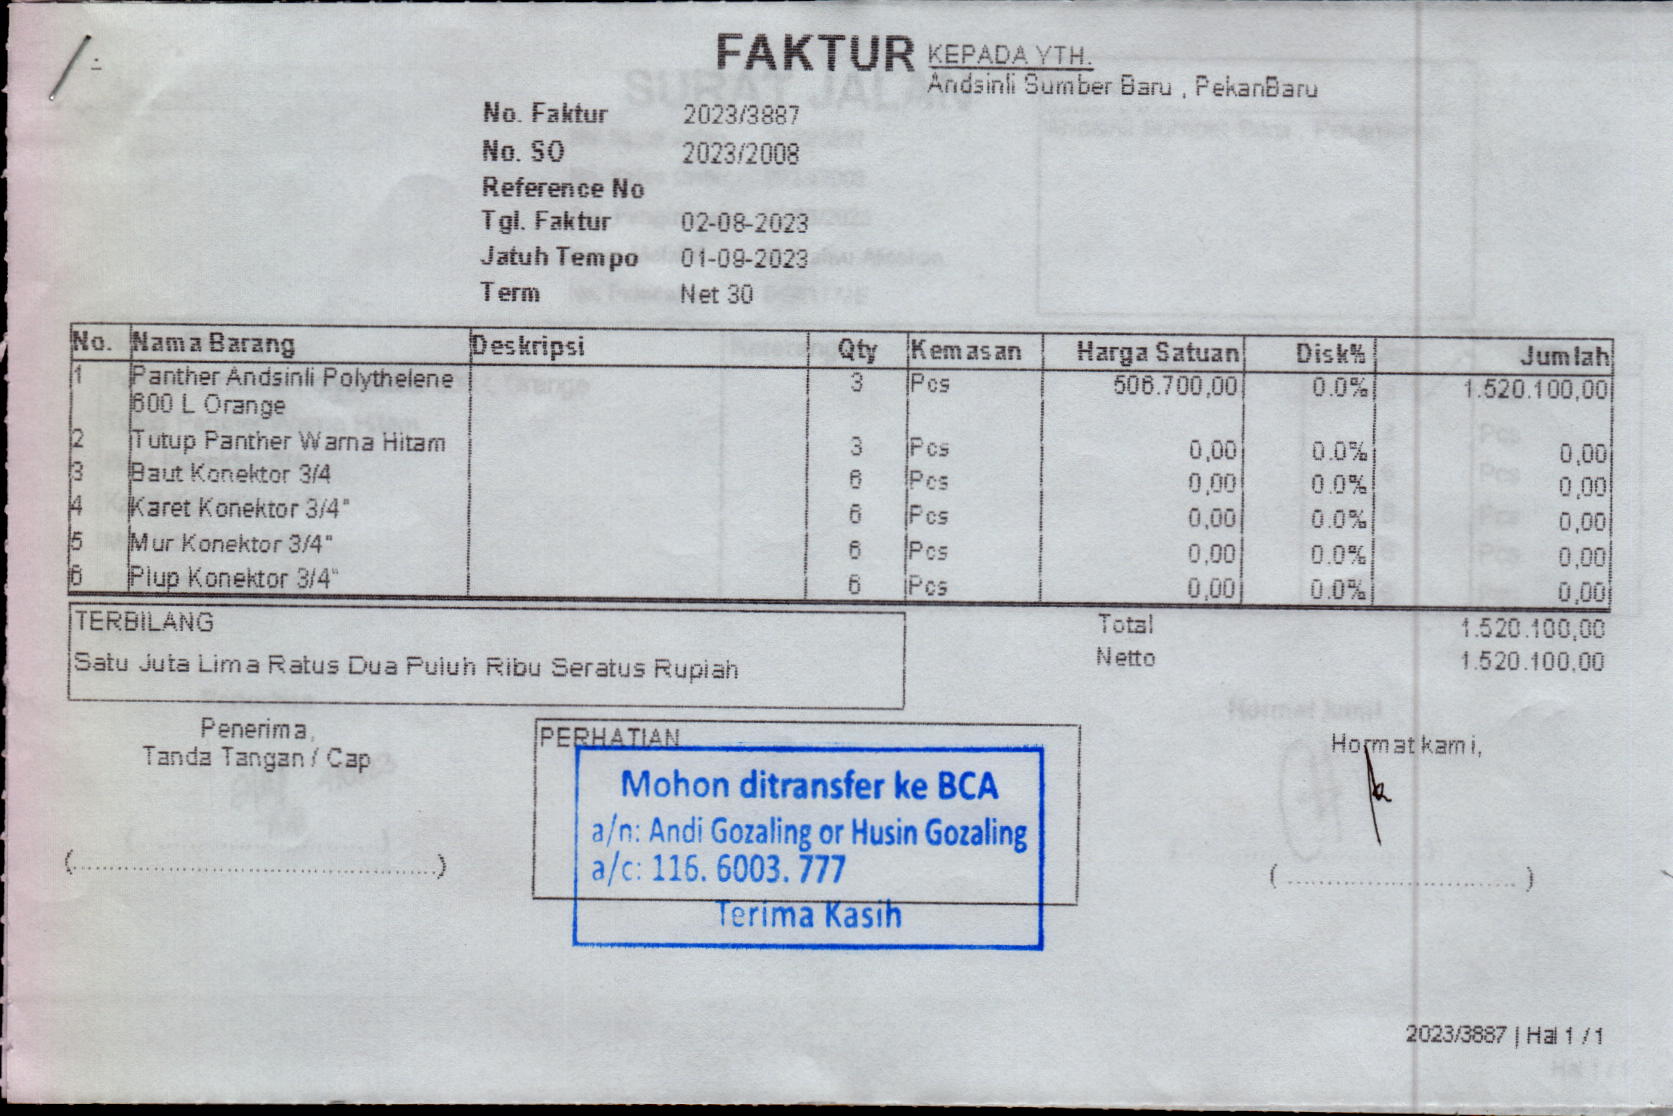 FAKTUR
KEPADA YTH.
Andsinli Sumber Baru , PekanBaru
No. Faktur 2023/3887
No. SO 2023/2008
Reference No
Tgl. Faktur 02-08-2023
Jatuh Tempo 01-09-2023
Term Net 30
No. Nama Barang Deskripsi Qty Kemasan Harga Satuan Disk% Jumlah
1 Panther Andsinli Polythelene 3 Pcs 506.700,00 0.0% 1.520.100,00
600 L Orange
2 Tutup Panther Warna Hitam 3 Pcs 0,00 0.0% 0,00
3 Baut Konektor 3/4 6 Pcs 0,00 0.0% 0,00
4 Karet Konektor 3/4" 6 Pcs 0,00 0.0% 0,00
5 Mur Konektor 3/4" 6 Pcs 0,00 0.0% 0,00
6 Plup Konektor 3/4" 6 Pcs 0,00 0.0% 0,00
TERBILANG
Satu Juta Lima Ratus Dua Puluh Ribu Seratus Rupiah
Total 1.520.100,00
Netto 1.520.100,00
Penerima,
Tanda Tangan / Cap
(..........................................)
PERHATIAN
Mohon ditransfer ke BCA
a/n: Andi Gozaling or Husin Gozaling
a/c: 116. 6003. 777
Terima Kasih
Hormat kami,
(..............................)
2023/3887 | Hal 1 / 1